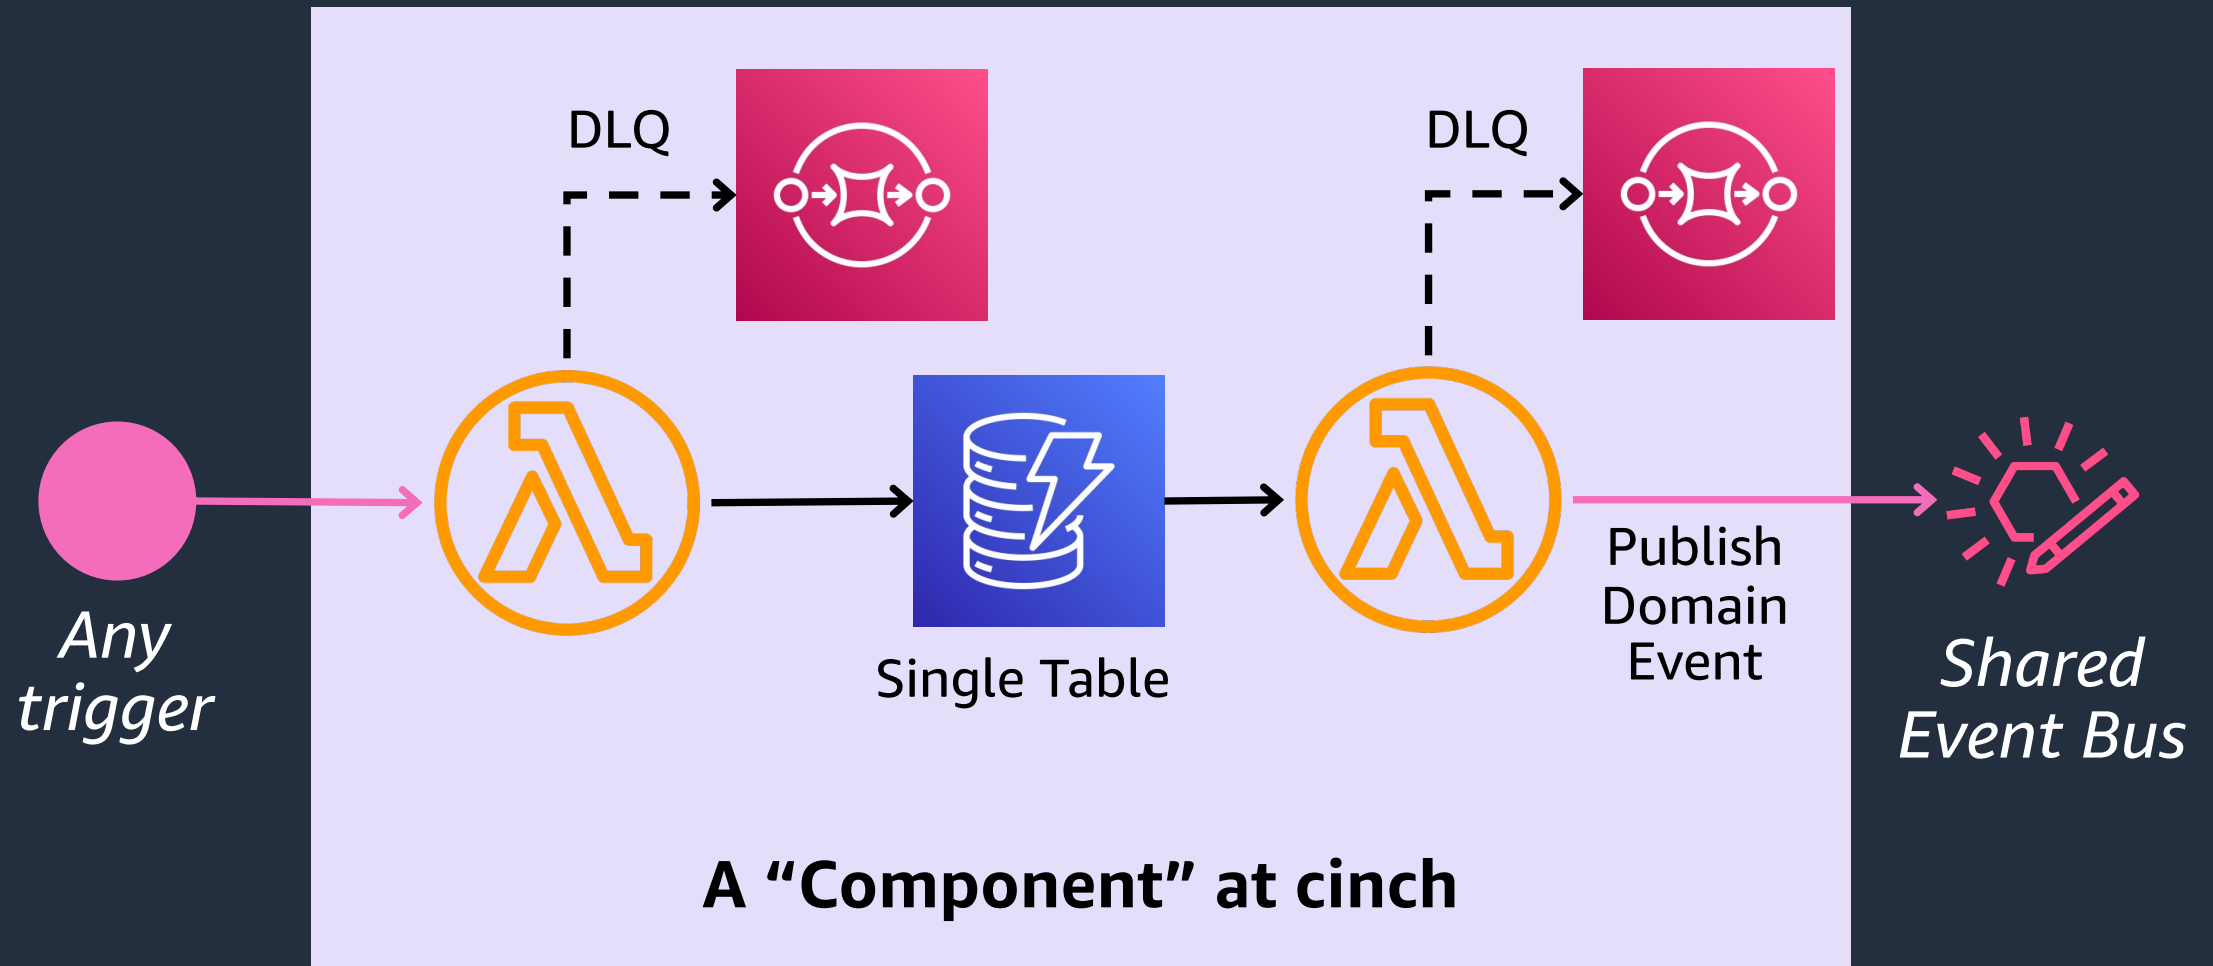 DLQ
DLQ
Any
trigger
Single Table
Publish
Domain
Event
Shared
Event Bus
A “Component” at cinch